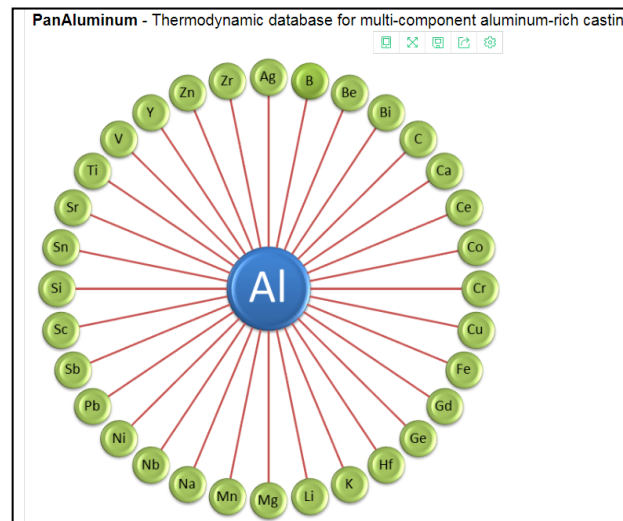 PanAluminum - Thermodynamic database for multi-component aluminum-rich castin
Ag
B
Be
Bi
C
Ca
Ce
Co
Cr
Cu
Fe
Gd
Ge
Hf
K
Li
Mg
Mn
Na
Nb
Ni
Pb
Sb
Sc
Si
Sn
Sr
Ti
V
Y
Zn
Zr
Al